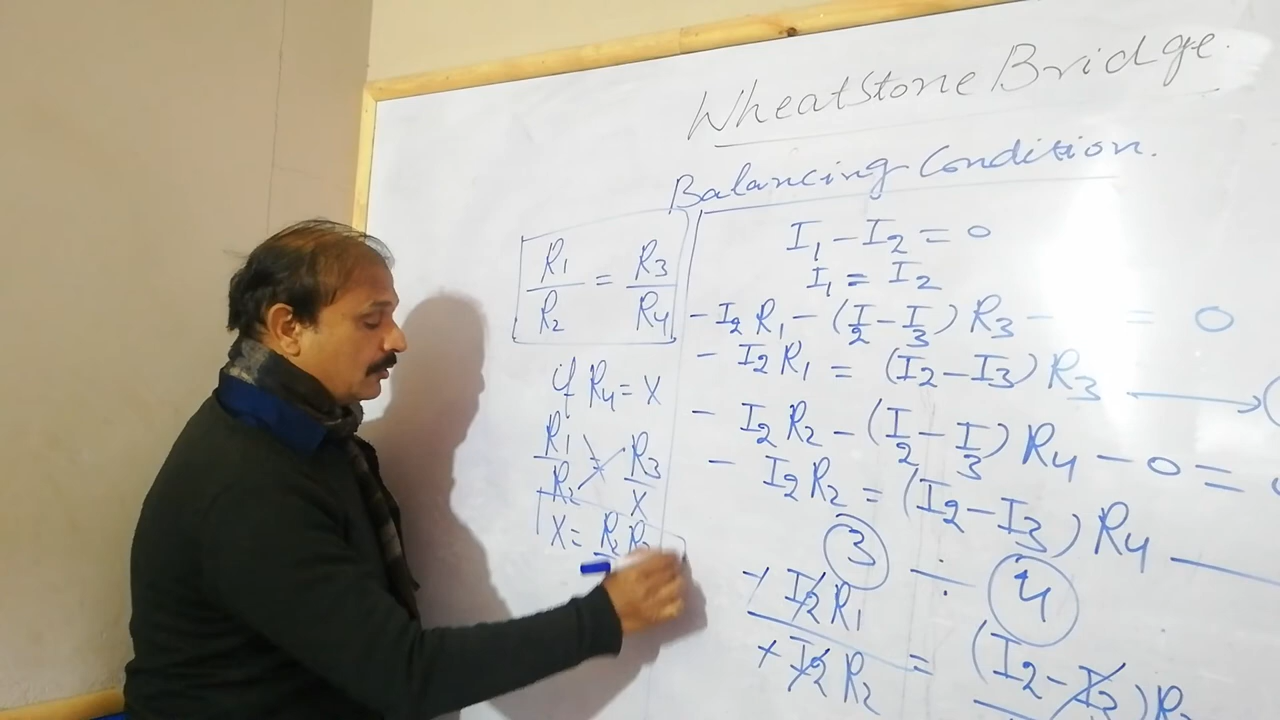 Wheatstone Bridge.
Balancing Condition.
R1/R2 = R3/R4
if R4 = X
R1/R2 = R3/X
X = R2 R3
I1 - I2 = 0
I1 = I2
- I2 R1 - (I2 - I3) R3 - = 0
- I2 R1 = (I2 - I3) R3
- I2 R2 - (I2 - I3) R4 - 0 =
- I2 R2 = (I2 - I3) R4
3 ÷ 4
- I2 R1
- I2 R2 = (I2 - I3)